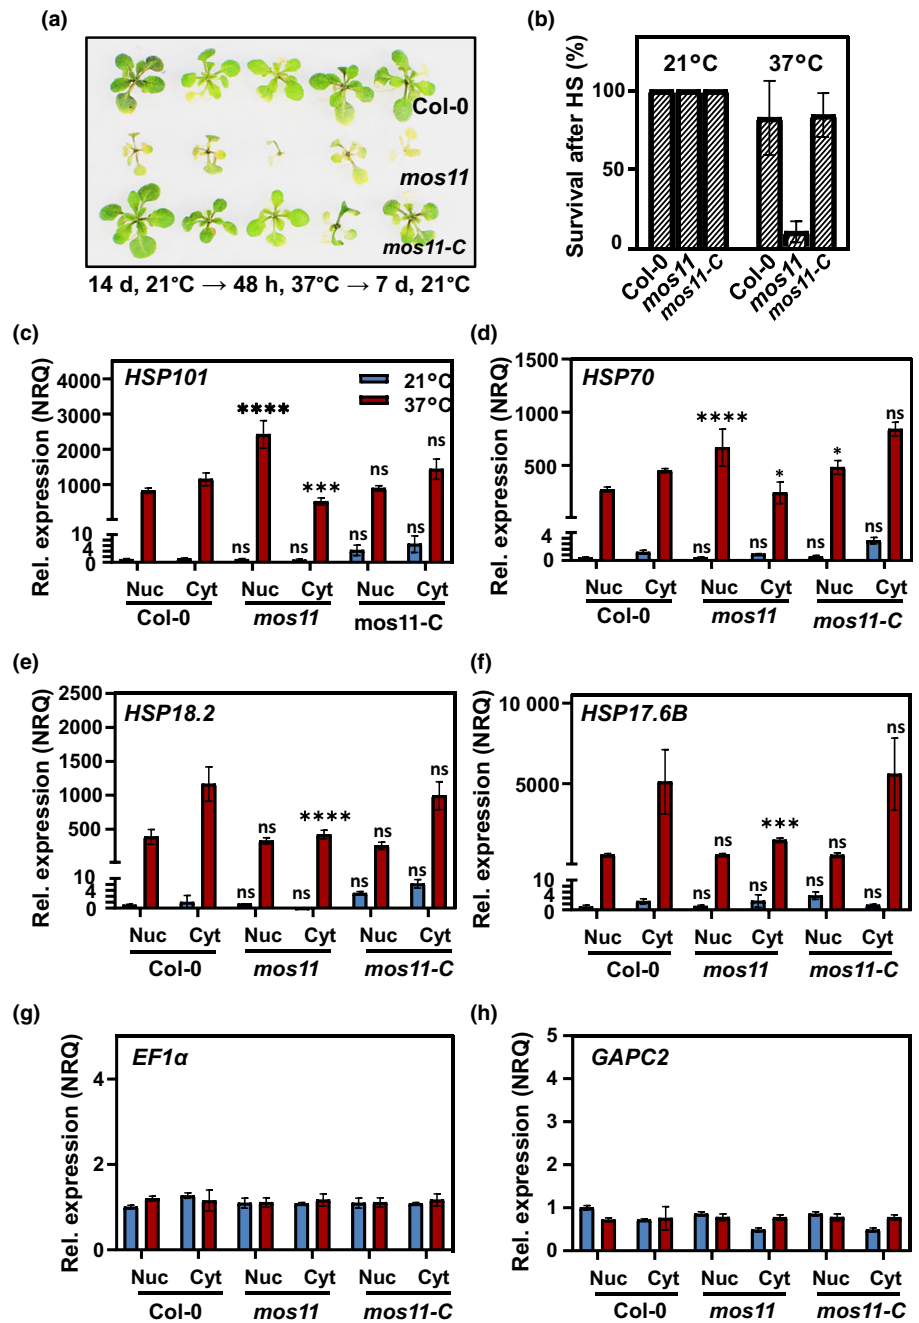 (a)
Col-0
mos11
mos11-C
14 d, 21°C → 48 h, 37°C → 7 d, 21°C
(b)
Survival after HS (%)
21°C 37°C
100
50
0
Col-0 mos11 mos11-C Col-0 mos11 mos11-C
(c)
Rel. expression (NRQ)
HSP101
21°C
37°C
4000
3000
2000
1000
10
4
0
**** *** ns ns
ns ns ns ns
Nuc Cyt Nuc Cyt Nuc Cyt
Col-0 mos11 mos11-C
(d)
Rel. expression (NRQ)
HSP70
1500
1000
500
4
0
**** * * ns
ns ns ns ns
Nuc Cyt Nuc Cyt Nuc Cyt
Col-0 mos11 mos11-C
(e)
Rel. expression (NRQ)
HSP18.2
2500
2000
1500
1000
500
10
4
0
ns **** ns ns
ns ns ns ns
Nuc Cyt Nuc Cyt Nuc Cyt
Col-0 mos11 mos11-C
(f)
Rel. expression (NRQ)
HSP17.6B
10 000
5000
10
4
0
ns *** ns ns
ns ns ns ns
Nuc Cyt Nuc Cyt Nuc Cyt
Col-0 mos11 mos11-C
(g)
Rel. expression (NRQ)
EF1α
4
2
0
Nuc Cyt Nuc Cyt Nuc Cyt
Col-0 mos11 mos11-C
(h)
Rel. expression (NRQ)
GAPC2
5
4
3
2
1
0
Nuc Cyt Nuc Cyt Nuc Cyt
Col-0 mos11 mos11-C